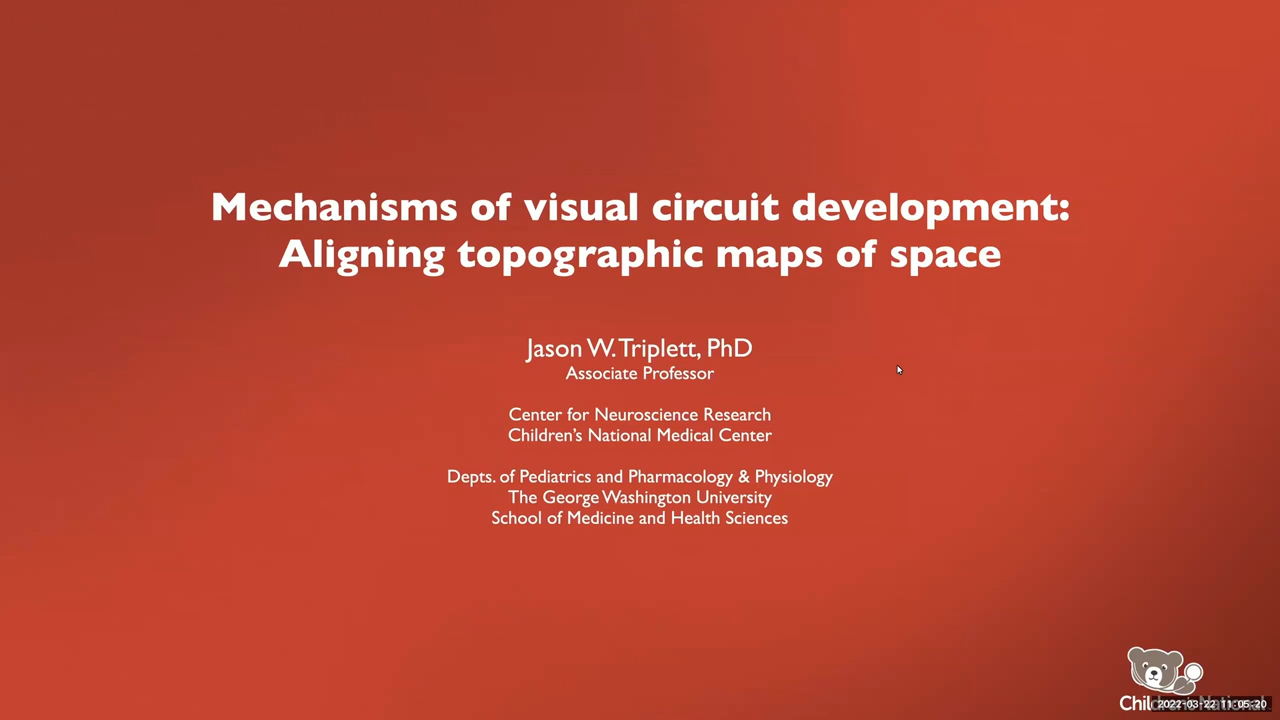 Mechanisms of visual circuit development:
Aligning topographic maps of space
Jason W. Triplett, PhD
Associate Professor
Center for Neuroscience Research
Children's National Medical Center
Depts. of Pediatrics and Pharmacology & Physiology
The George Washington University
School of Medicine and Health Sciences
Children's National
2022-03-22 11:05:20